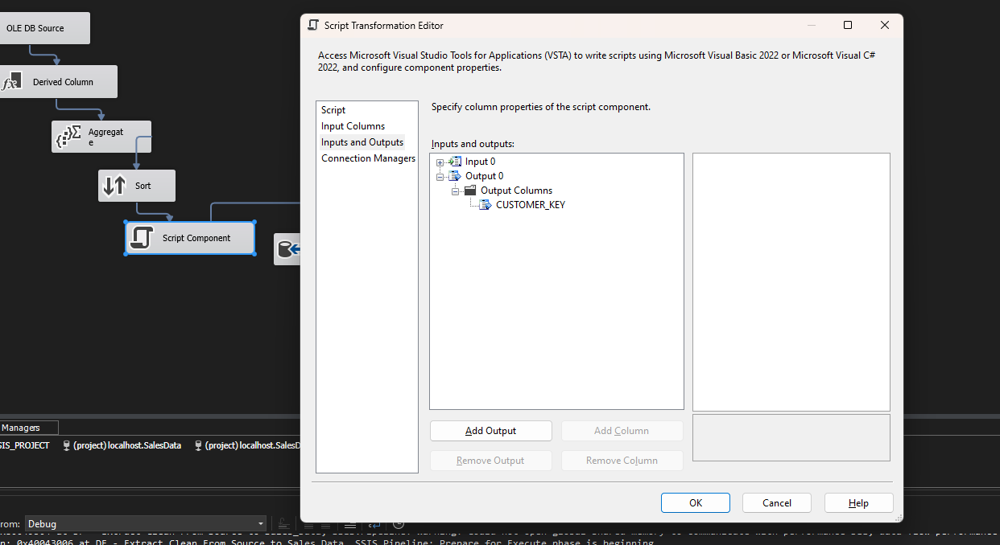 OLE DB Source
fx
Derived Column
Aggregat
e
Sort
Script Component
Script Transformation Editor
Access Microsoft Visual Studio Tools for Applications (VSTA) to write scripts using Microsoft Visual Basic 2022 or Microsoft Visual C#
2022, and configure component properties.
Script
Input Columns
Inputs and Outputs
Connection Managers
Specify column properties of the script component.
Inputs and outputs:
Input 0
Output 0
Output Columns
CUSTOMER_KEY
Add Output
Add Column
Remove Output
Remove Column
OK
Cancel
Help
Managers
SIS_PROJECT
(project) localhost.SalesData
(project) localhost.SalesD
rom:
Debug
n: 0x40043006 at DF - Extract Clean From Source to Sales Data, SSIS.Pipeline: Prepare for Execute phase is beginning.